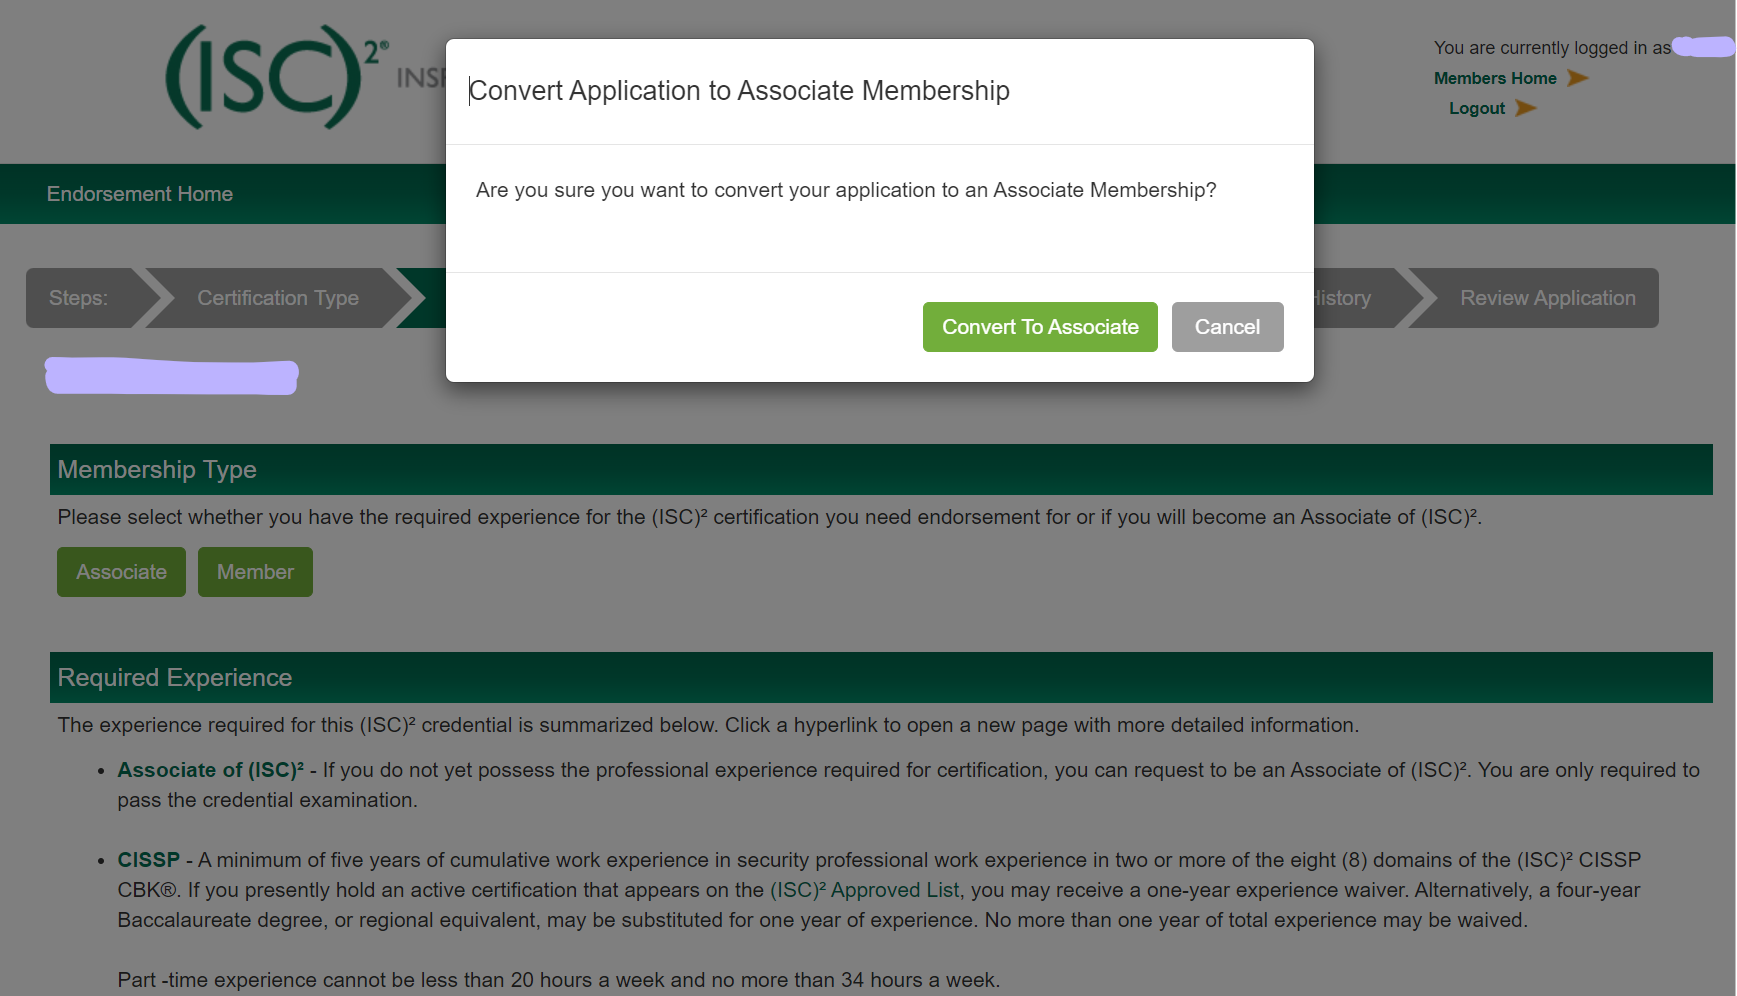 (ISC)²® INS
You are currently logged in as
Members Home
Logout
Convert Application to Associate Membership
Are you sure you want to convert your application to an Associate Membership?
Convert To Associate
Cancel
Endorsement Home
Steps:
Certification Type
History
Review Application
Membership Type
Please select whether you have the required experience for the (ISC)² certification you need endorsement for or if you will become an Associate of (ISC)².
Associate
Member
Required Experience
The experience required for this (ISC)² credential is summarized below. Click a hyperlink to open a new page with more detailed information.
• Associate of (ISC)² - If you do not yet possess the professional experience required for certification, you can request to be an Associate of (ISC)². You are only required to
pass the credential examination.
• CISSP - A minimum of five years of cumulative work experience in security professional work experience in two or more of the eight (8) domains of the (ISC)² CISSP
CBK®. If you presently hold an active certification that appears on the (ISC)² Approved List, you may receive a one-year experience waiver. Alternatively, a four-year
Baccalaureate degree, or regional equivalent, may be substituted for one year of experience. No more than one year of total experience may be waived.
Part -time experience cannot be less than 20 hours a week and no more than 34 hours a week.